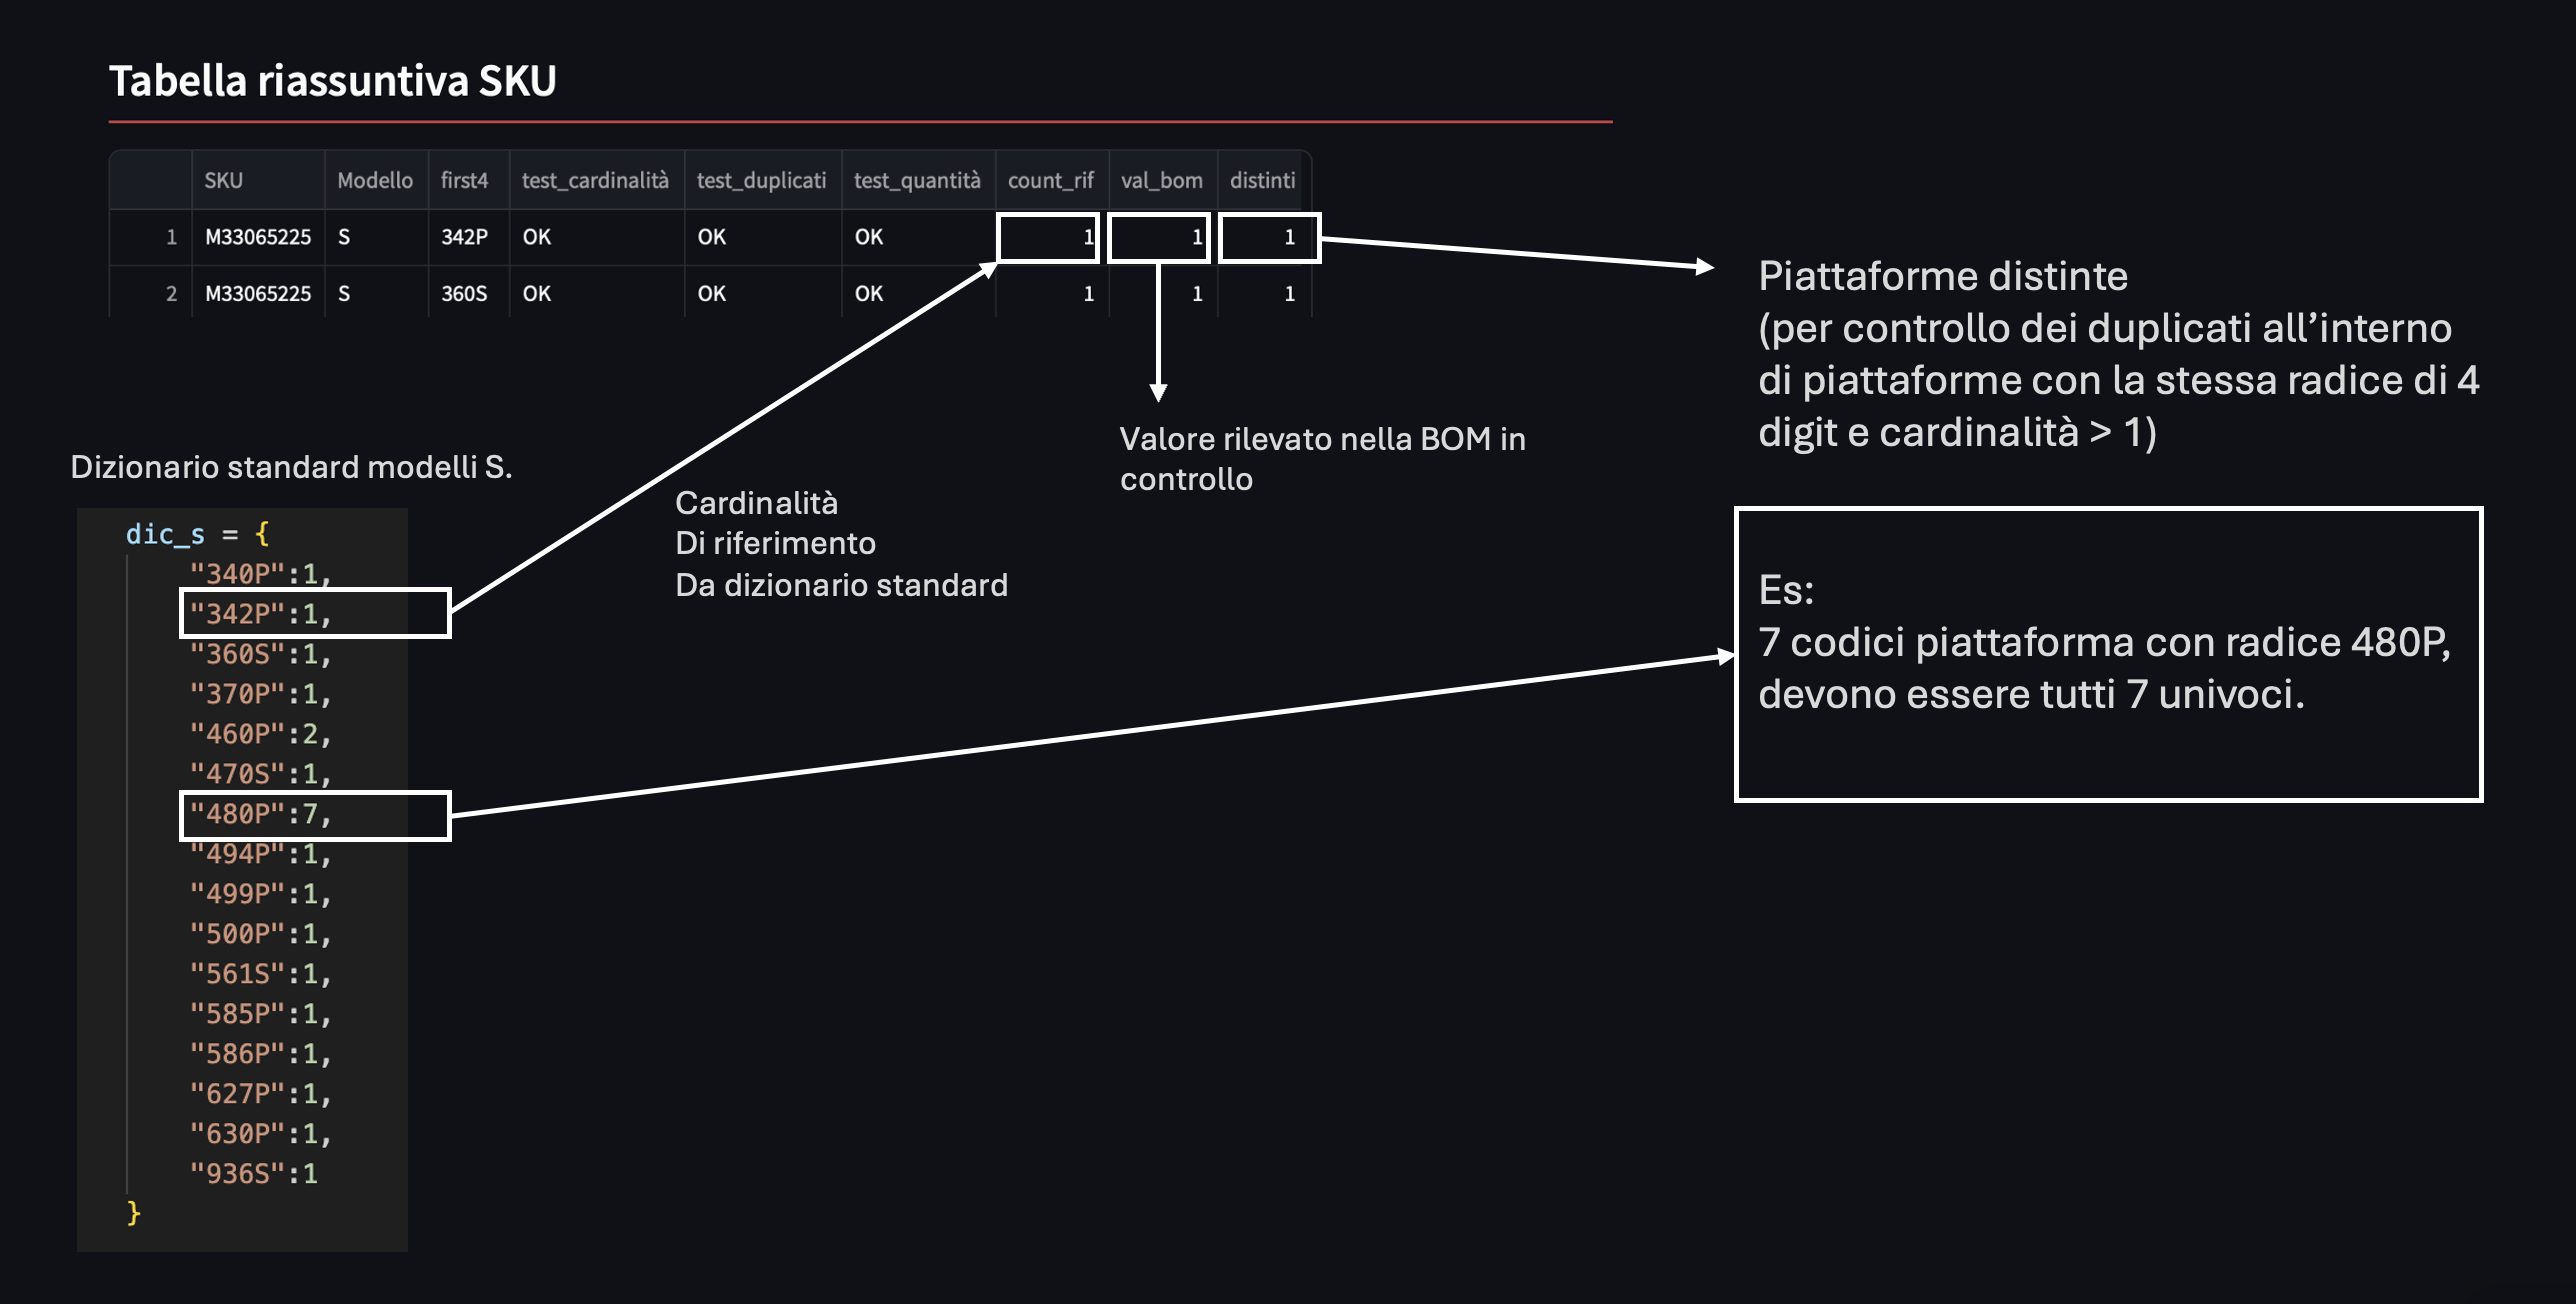 Tabella riassuntiva SKU
SKU Modello first4 test_cardinalità test_duplicati test_quantità count_rif val_bom distinti
1 M33065225 S 342P OK OK OK 1 1 1
2 M33065225 S 360S OK OK OK 1 1 1
Piattaforme distinte
(per controllo dei duplicati all’interno
di piattaforme con la stessa radice di 4
digit e cardinalità > 1)
Valore rilevato nella BOM in
controllo
Dizionario standard modelli S.
Cardinalità
Di riferimento
Da dizionario standard
dic_s = {
"340P":1,
"342P":1,
"360S":1,
"370P":1,
"460P":2,
"470S":1,
"480P":7,
"494P":1,
"499P":1,
"500P":1,
"561S":1,
"585P":1,
"586P":1,
"627P":1,
"630P":1,
"936S":1
}
Es:
7 codici piattaforma con radice 480P,
devono essere tutti 7 univoci.